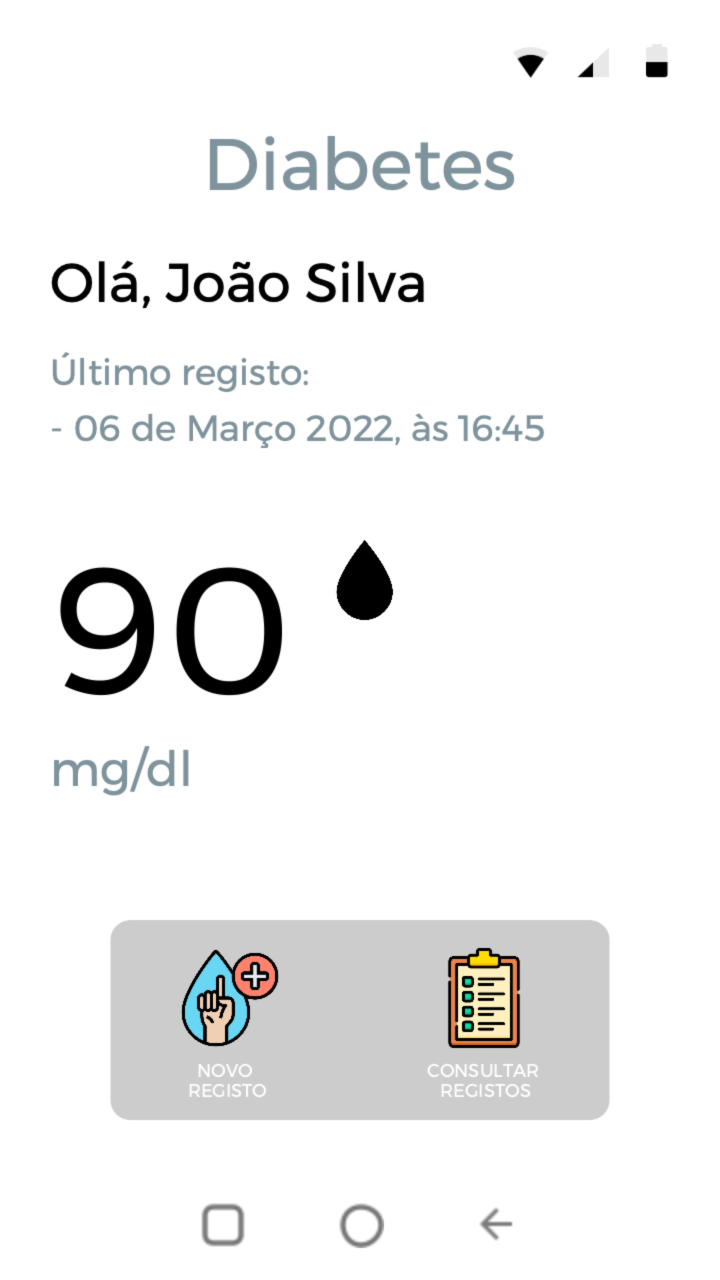 Diabetes
Olá, João Silva
Último registo:
- 06 de Março 2022, às 16:45
90
mg/dl
NOVO
REGISTO
CONSULTAR
REGISTOS